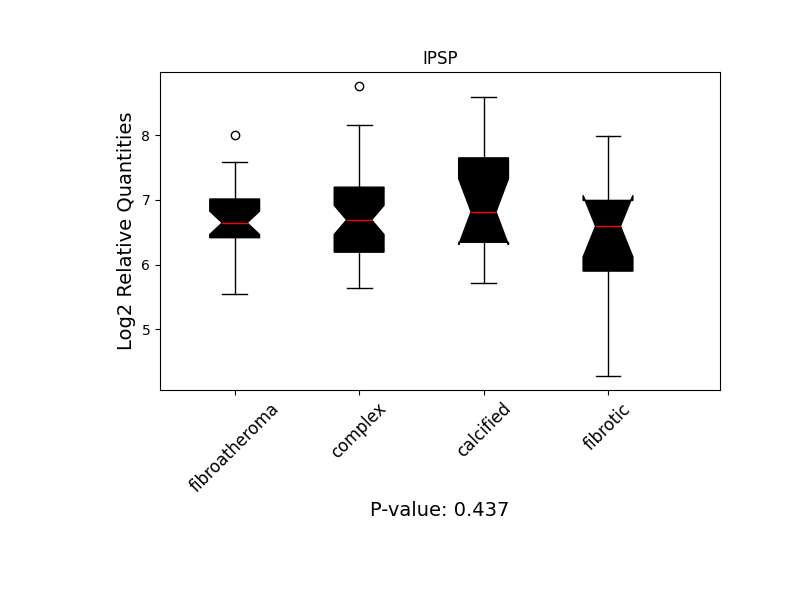 IPSP
Log2 Relative Quantities
8
7
6
5
fibroatheroma
complex
calcified
fibrotic
P-value: 0.437